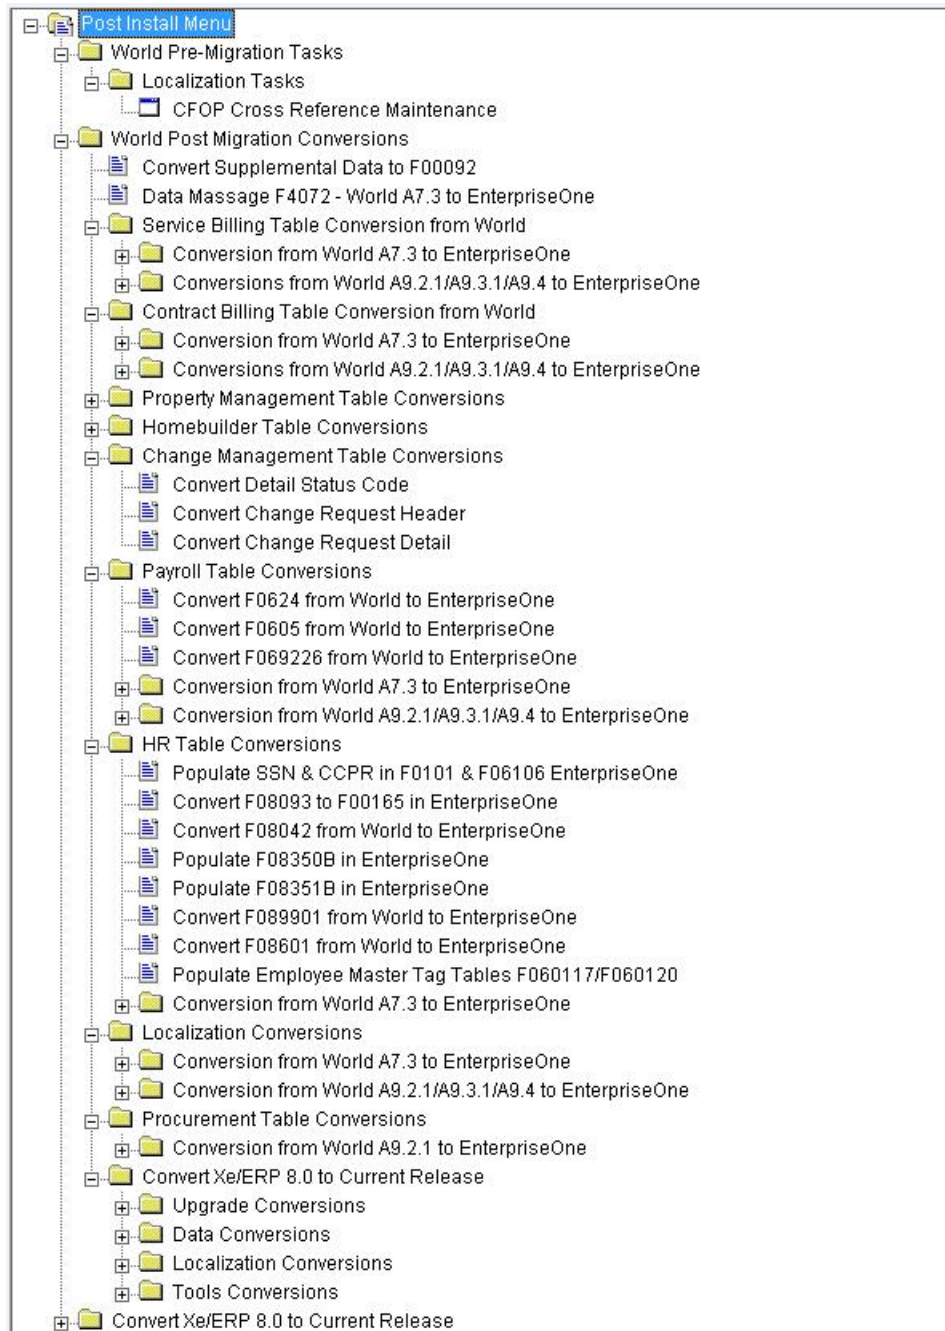 Post Install Menu
World Pre-Migration Tasks
Localization Tasks
CFOP Cross Reference Maintenance
World Post Migration Conversions
Convert Supplemental Data to F00092
Data Massage F4072 - World A7.3 to EnterpriseOne
Service Billing Table Conversion from World
Conversion from World A7.3 to EnterpriseOne
Conversions from World A9.2.1/A9.3.1/A9.4 to EnterpriseOne
Contract Billing Table Conversion from World
Conversion from World A7.3 to EnterpriseOne
Conversions from World A9.2.1/A9.3.1/A9.4 to EnterpriseOne
Property Management Table Conversions
Homebuilder Table Conversions
Change Management Table Conversions
Convert Detail Status Code
Convert Change Request Header
Convert Change Request Detail
Payroll Table Conversions
Convert F0624 from World to EnterpriseOne
Convert F0605 from World to EnterpriseOne
Convert F069226 from World to EnterpriseOne
Conversion from World A7.3 to EnterpriseOne
Conversion from World A9.2.1/A9.3.1/A9.4 to EnterpriseOne
HR Table Conversions
Populate SSN & CCPR in F0101 & F06106 EnterpriseOne
Convert F08093 to F00165 in EnterpriseOne
Convert F08042 from World to EnterpriseOne
Populate F08350B in EnterpriseOne
Populate F08351B in EnterpriseOne
Convert F089901 from World to EnterpriseOne
Convert F08601 from World to EnterpriseOne
Populate Employee Master Tag Tables F060117/F060120
Conversion from World A7.3 to EnterpriseOne
Localization Conversions
Conversion from World A7.3 to EnterpriseOne
Conversion from World A9.2.1/A9.3.1/A9.4 to EnterpriseOne
Procurement Table Conversions
Conversion from World A9.2.1 to EnterpriseOne
Convert Xe/ERP 8.0 to Current Release
Upgrade Conversions
Data Conversions
Localization Conversions
Tools Conversions
Convert Xe/ERP 8.0 to Current Release